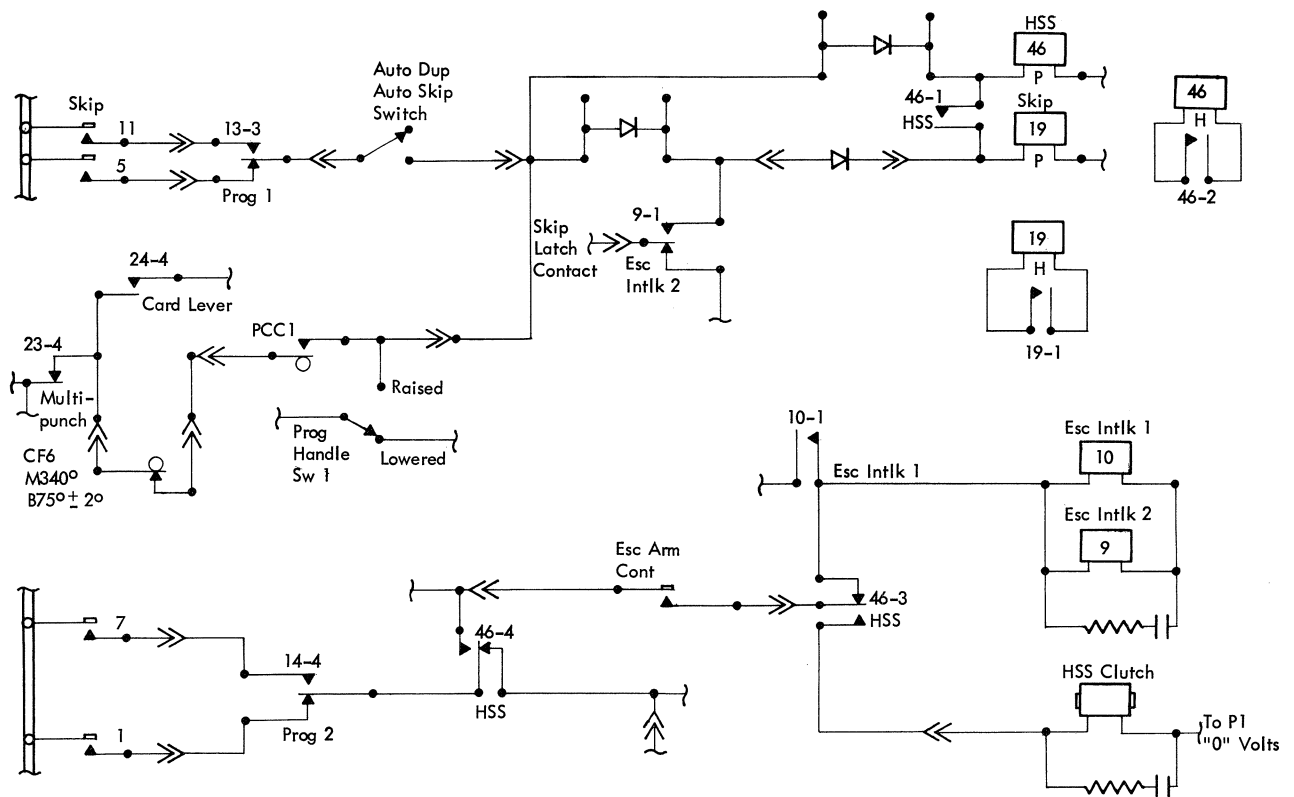 HSS
46
P
Auto Dup
Auto Skip
Switch
46-1
HSS
Skip
19
P
46
H
46-2
Skip
11
13-3
5
Prog 1
9-1
Skip
Latch
Contact
Esc
Intlk 2
19
H
19-1
24-4
Card Lever
PCC1
23-4
Multi-
punch
Raised
CF6
M340°
B75° ± 2°
Prog
Handle
Sw 1
Lowered
10-1
Esc Intlk 1
Esc Intlk 1
10
Esc Intlk 2
9
Esc Arm
Cont
46-3
HSS
7
46-4
14-4
HSS
1
Prog 2
HSS Clutch
To P1
"0" Volts